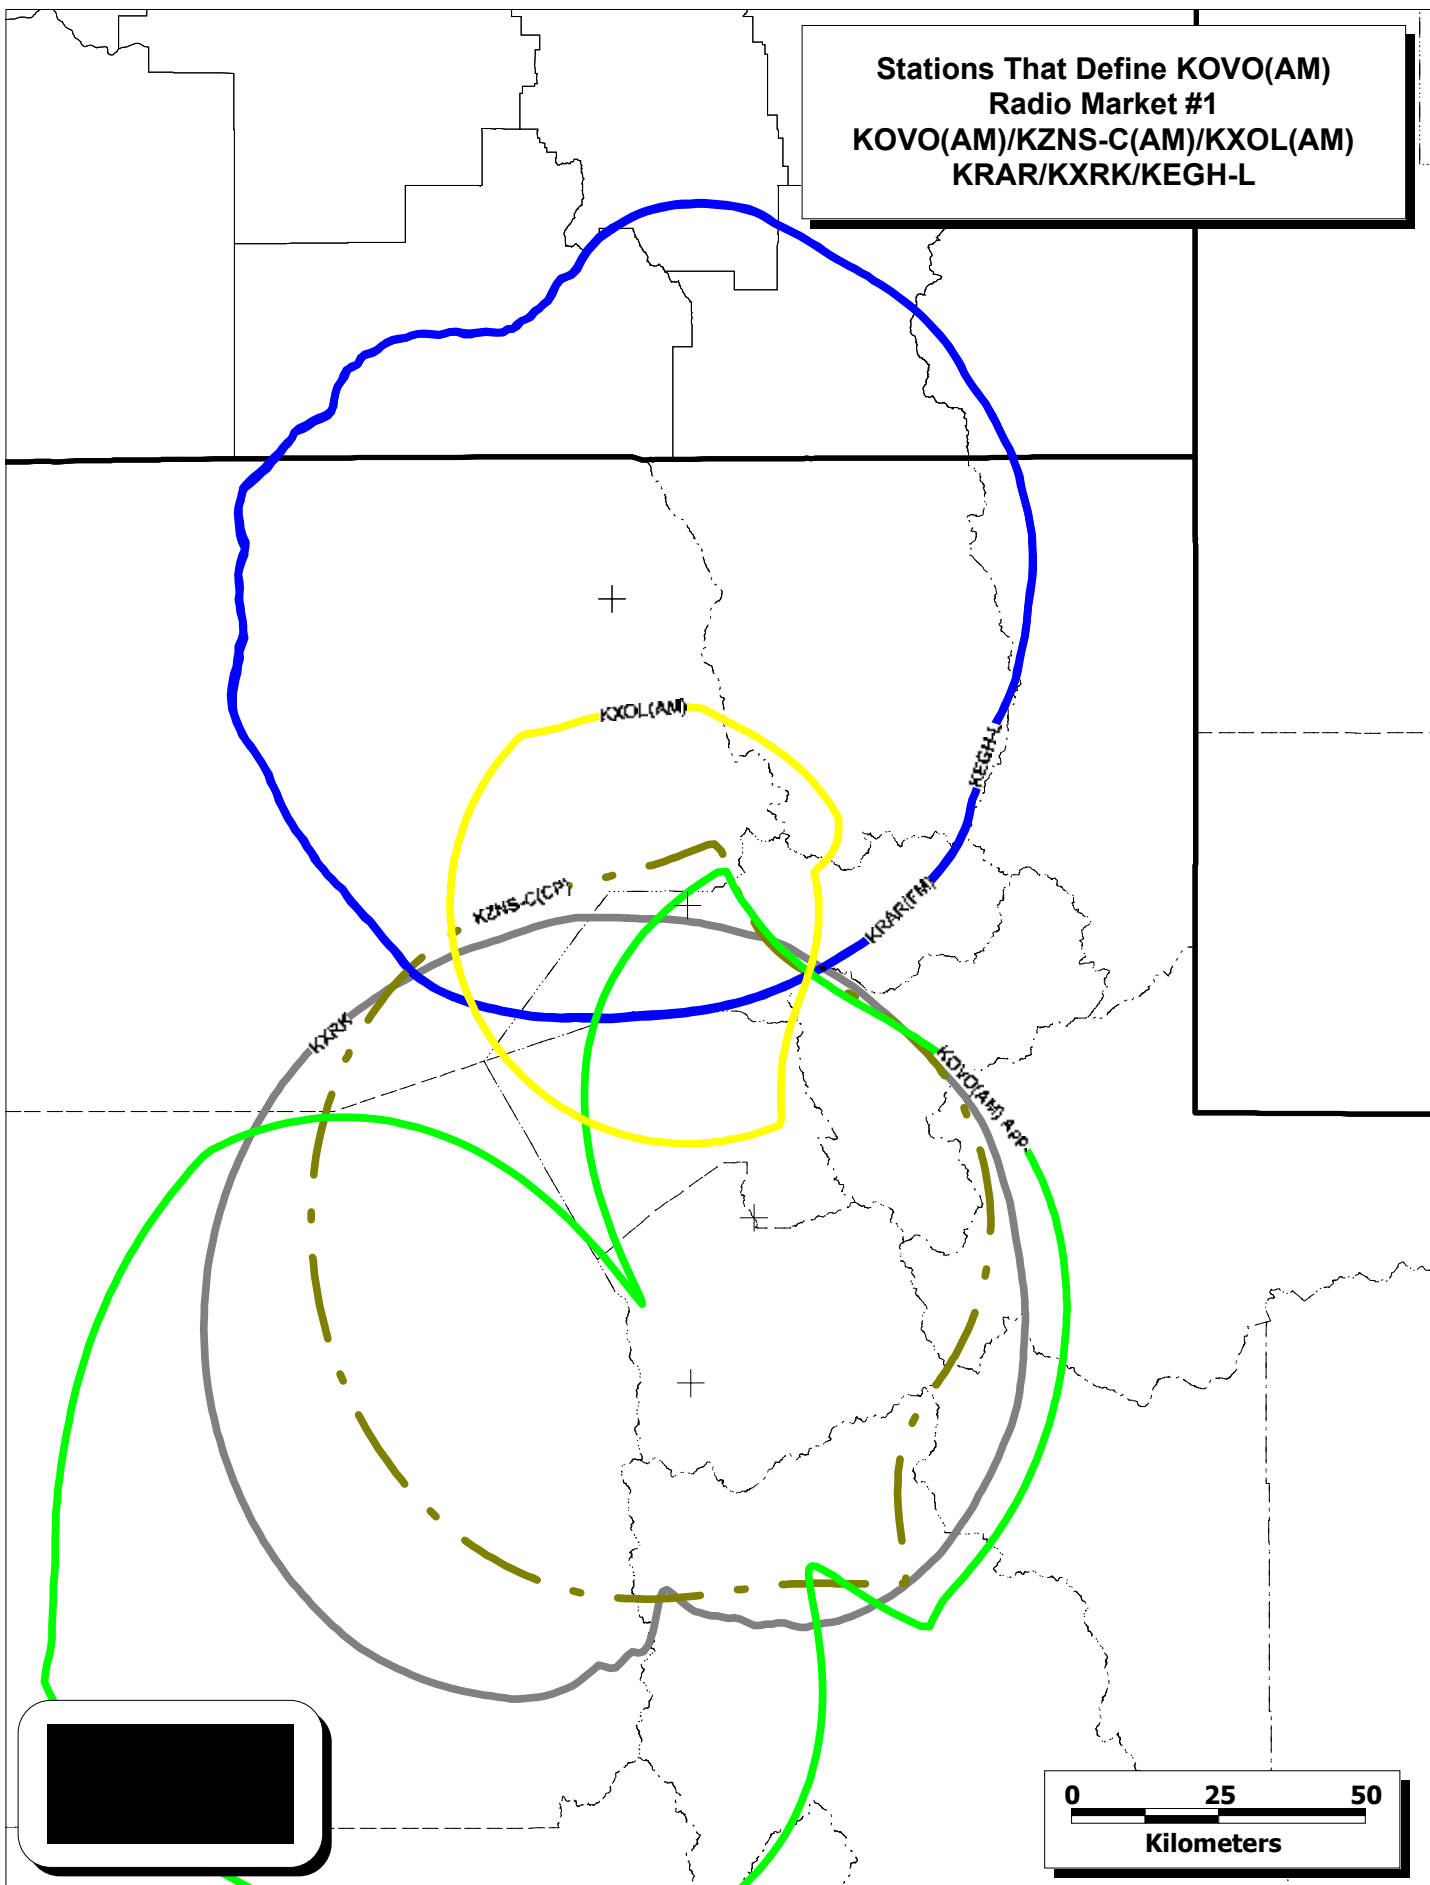 Stations That Define KOVO(AM)
Radio Market #1
KOVO(AM)/KZNS-C(AM)/KXOL(AM)
KRAR/KXRK/KEGH-L
KXOL(AM)
KEGH-L
KZNS-C(CP)
KRAR(FM)
KXRK
KOVO(AM) App.
0 25 50
Kilometers